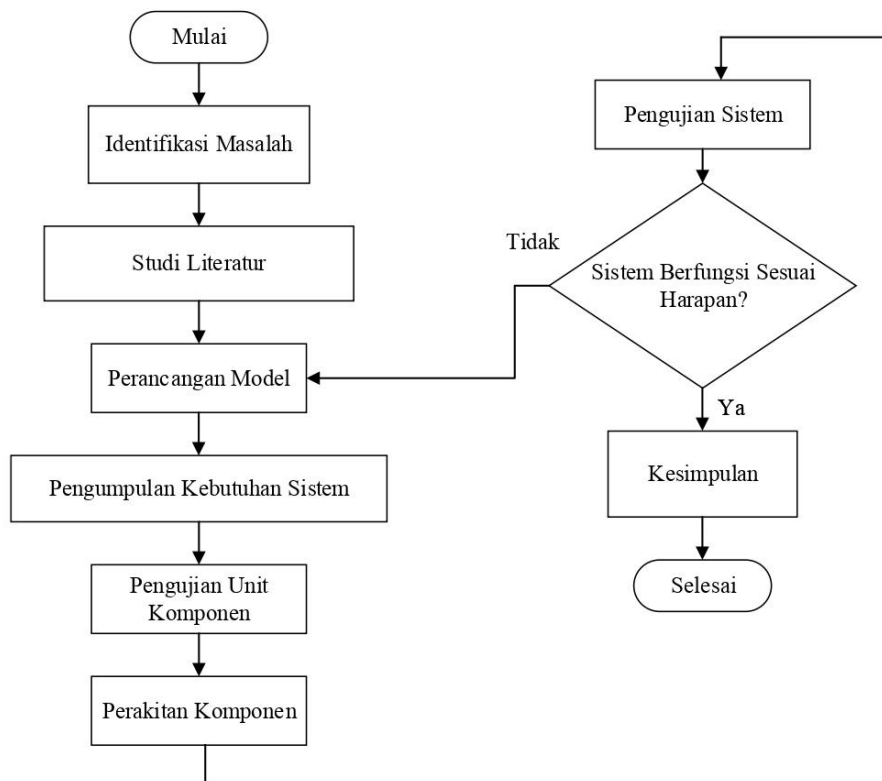 Mulai
Identifikasi Masalah
Studi Literatur
Perancangan Model
Pengumpulan Kebutuhan Sistem
Pengujian Unit
Komponen
Perakitan Komponen
Pengujian Sistem
Tidak
Sistem Berfungsi Sesuai
Harapan?
Ya
Kesimpulan
Selesai